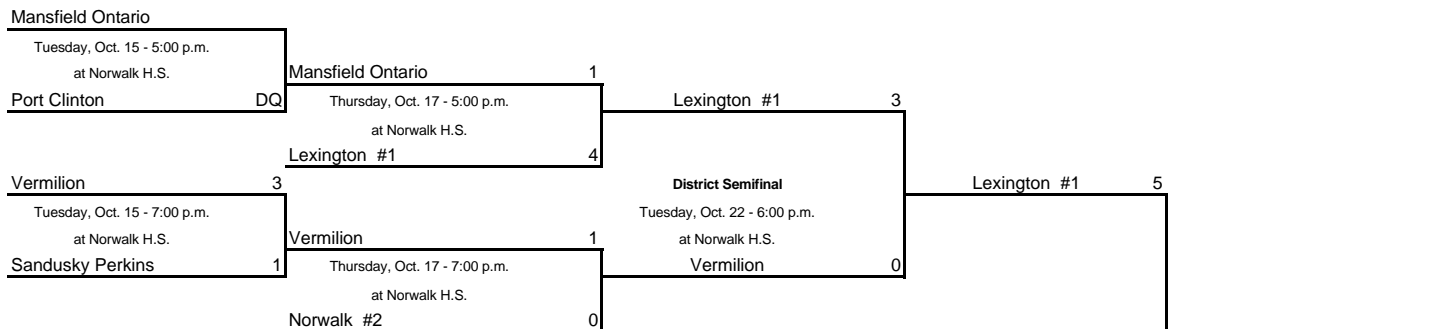 Mansfield Ontario
Tuesday, Oct. 15 - 5:00 p.m.
at Norwalk H.S.
Port Clinton DQ
Mansfield Ontario 1
Thursday, Oct. 17 - 5:00 p.m.
at Norwalk H.S.
Lexington #1 4
Lexington #1 3
Vermilion 3
Tuesday, Oct. 15 - 7:00 p.m.
at Norwalk H.S.
Sandusky Perkins 1
Vermilion 1
Thursday, Oct. 17 - 7:00 p.m.
at Norwalk H.S.
Norwalk #2 0
District Semifinal
Tuesday, Oct. 22 - 6:00 p.m.
at Norwalk H.S.
Vermilion 0
Lexington #1 5